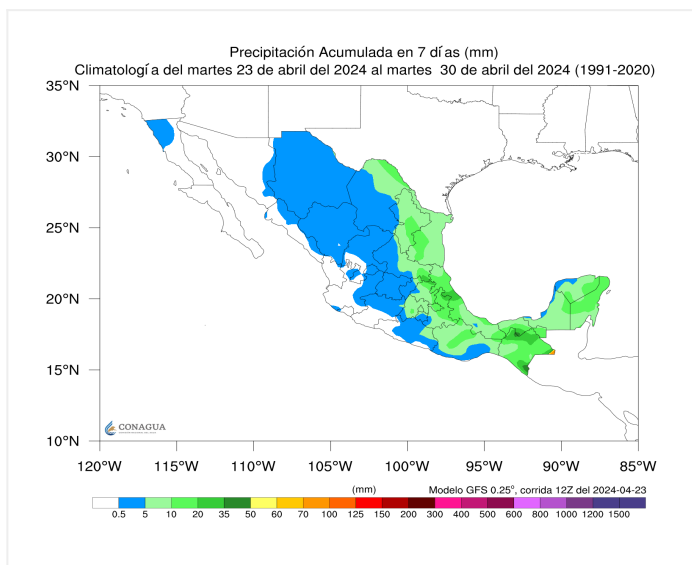 Precipitación Acumulada en 7 días (mm)
Climatología del martes 23 de abril del 2024 al martes 30 de abril del 2024 (1991-2020)
35°N
30°N
25°N
20°N
15°N
10°N
CONAGUA
120°W 115°W 110°W 105°W 100°W 95°W 90°W 85°W
(mm) Modelo GFS 0.25°, corrida 12Z del 2024-04-23
0.5 5 10 20 35 50 60 70 100 125 150 200 300 400 500 600 800 1000 1200 1500